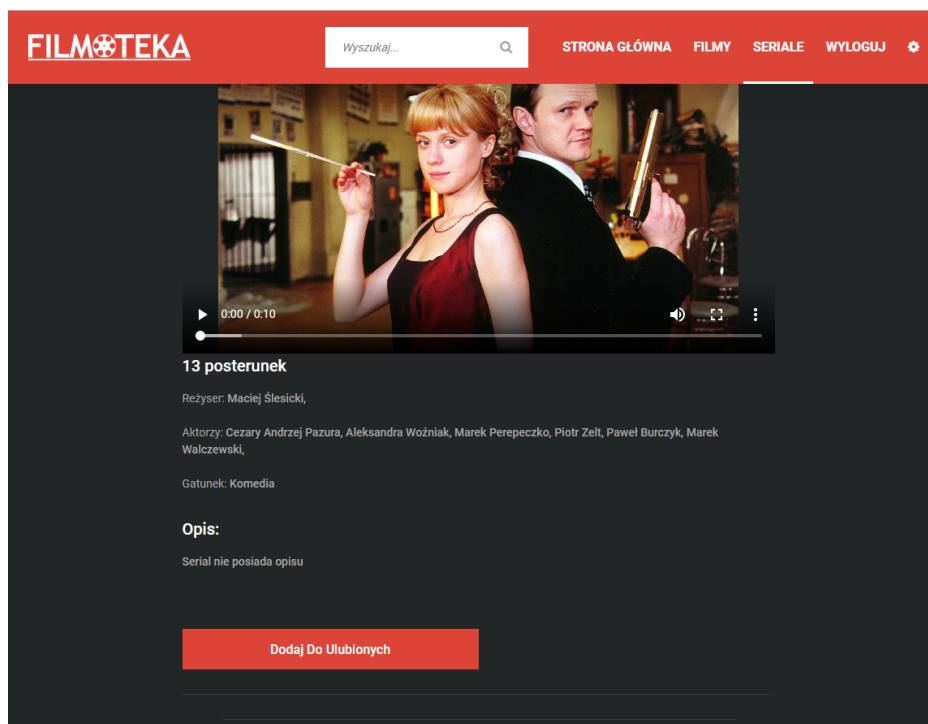 FILMOTEKA
Wyszukaj...
STRONA GŁÓWNA FILMY SERIALE WYLOGUJ
0:00 / 0:10
13 posterunek
Reżyser: Maciej Ślesicki,
Aktorzy: Cezary Andrzej Pazura, Aleksandra Woźniak, Marek Perepeczko, Piotr Zelt, Paweł Burczyk, Marek
Walczewski,
Gatunek: Komedia
Opis:
Serial nie posiada opisu
Dodaj Do Ulubionych